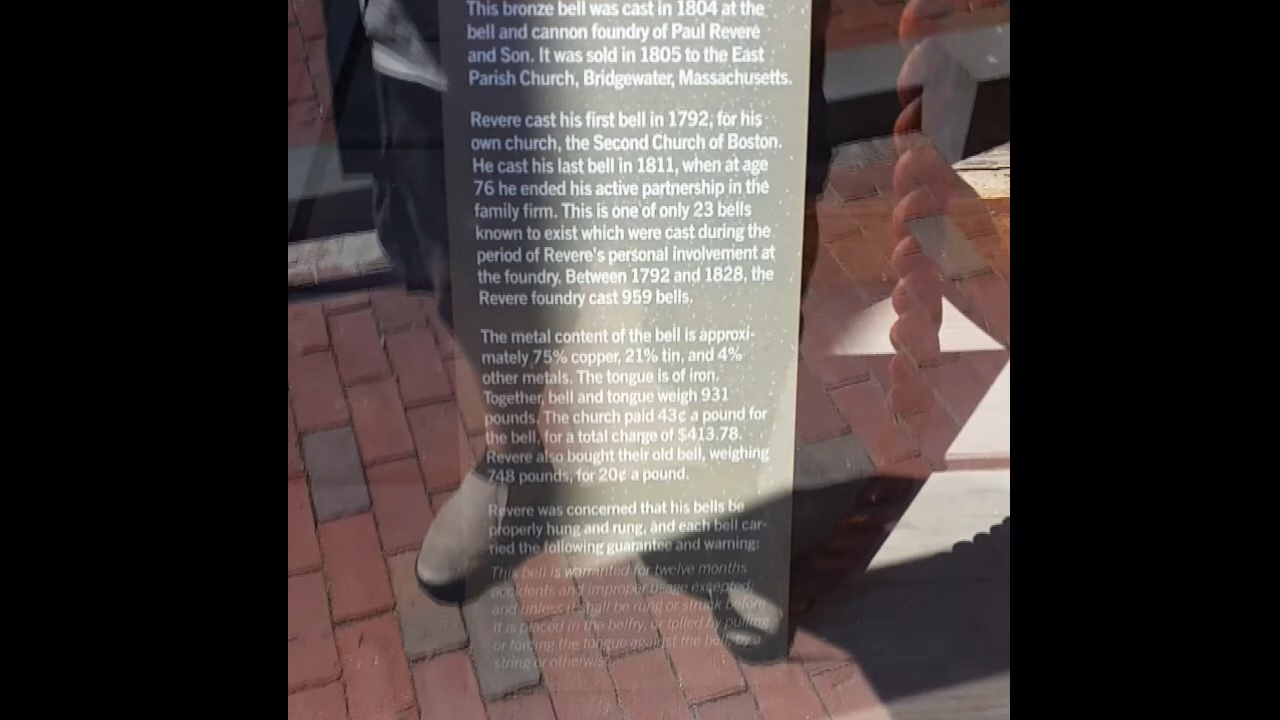 This bronze bell was cast in 1804 at the
bell and cannon foundry of Paul Revere
and Son. It was sold in 1805 to the East
Parish Church, Bridgewater, Massachusetts.
Revere cast his first bell in 1792, for his
own church, the Second Church of Boston.
He cast his last bell in 1811, when at age
76 he ended his active partnership in the
family firm. This is one of only 23 bells
known to exist which were cast during the
period of Revere's personal involvement at
the foundry. Between 1792 and 1828, the
Revere foundry cast 959 bells.
The metal content of the bell is approxi-
mately 75% copper, 21% tin, and 4%
other metals. The tongue is of iron.
Together, bell and tongue weigh 931
pounds. The church paid 43¢ a pound for
the bell, for a total charge of $413.78.
Revere also bought their old bell, weighing
748 pounds, for 20¢ a pound.
Revere was concerned that his bells be
properly hung and rung, and each bell car-
ried the following guarantee and warning:
This bell is warranted for twelve months
accidents and improper usage excepted;
and unless it shall be rung or struck before
it is placed in the belfry, or tolled by pulling
or forcing the tongue against the bell, by a
string or otherwise.